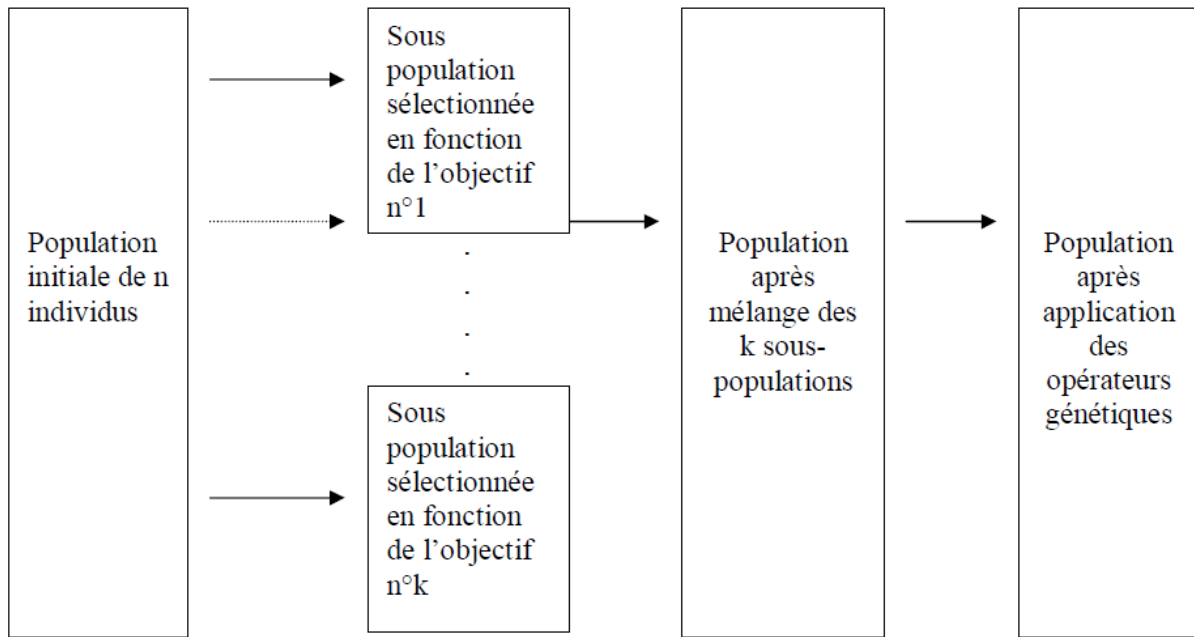 Population
initiale de n
individus
Sous
population
sélectionnée
en fonction
de l’objectif
n°1
.
.
.
.
Sous
population
sélectionnée
en fonction
de l’objectif
n°k
Population
après
mélange des
k sous-
populations
Population
après
application
des
opérateurs
génétiques